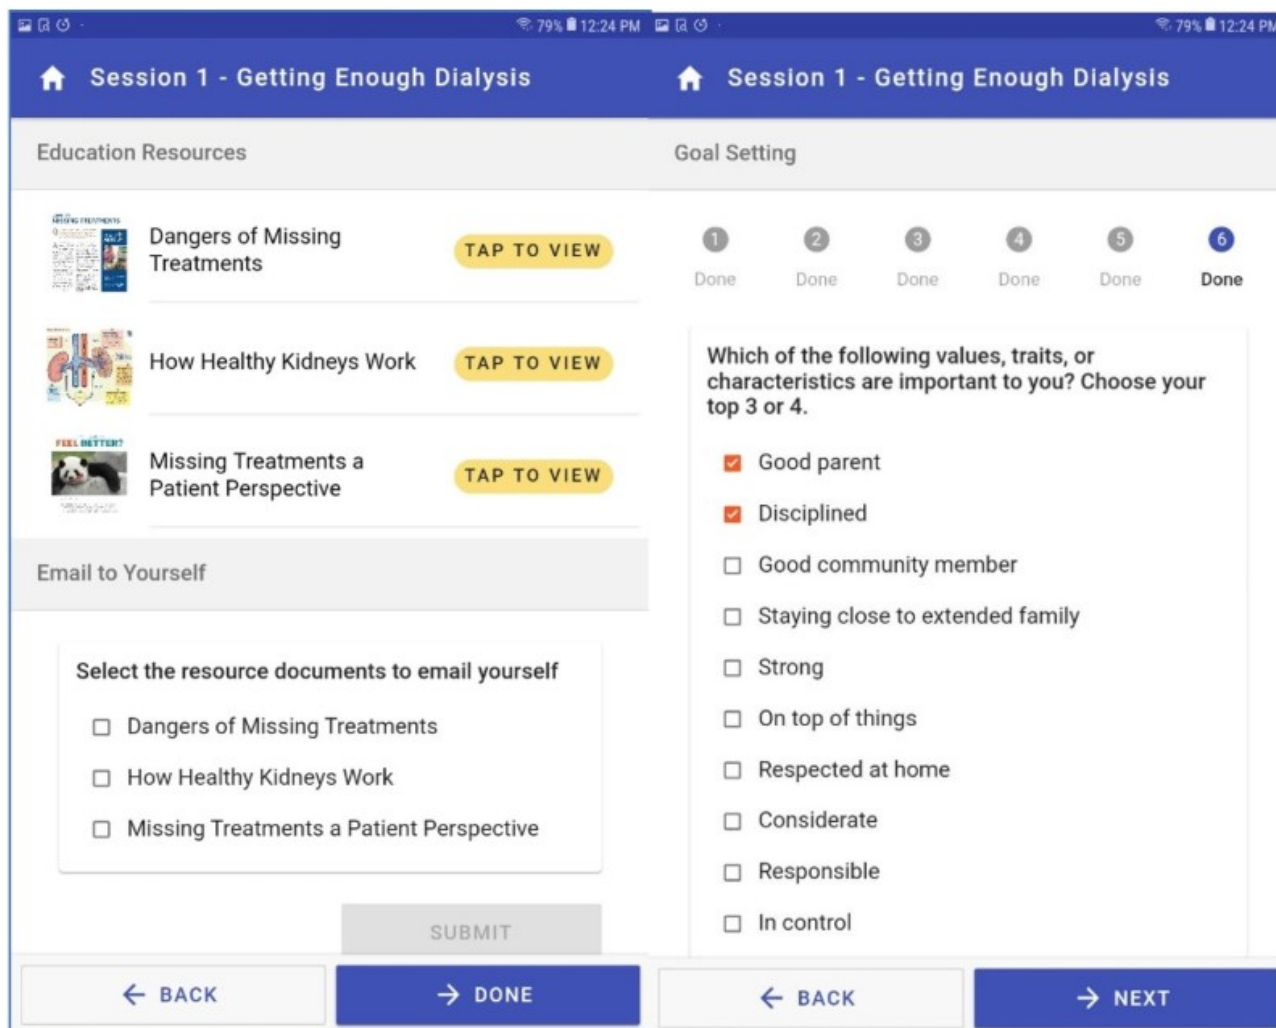 79% 12:24 PM
Session 1 - Getting Enough Dialysis
Education Resources
MISSING TREATMENTS
Dangers of Missing
Treatments
TAP TO VIEW
How Healthy Kidneys Work
TAP TO VIEW
FEEL BETTER?
Missing Treatments a
Patient Perspective
TAP TO VIEW
Email to Yourself
Select the resource documents to email yourself
Dangers of Missing Treatments
How Healthy Kidneys Work
Missing Treatments a Patient Perspective
SUBMIT
BACK
DONE
79% 12:24 PM
Session 1 - Getting Enough Dialysis
Goal Setting
1 2 3 4 5 6
Done Done Done Done Done Done
Which of the following values, traits, or
characteristics are important to you? Choose your
top 3 or 4.
Good parent
Disciplined
Good community member
Staying close to extended family
Strong
On top of things
Respected at home
Considerate
Responsible
In control
BACK
NEXT